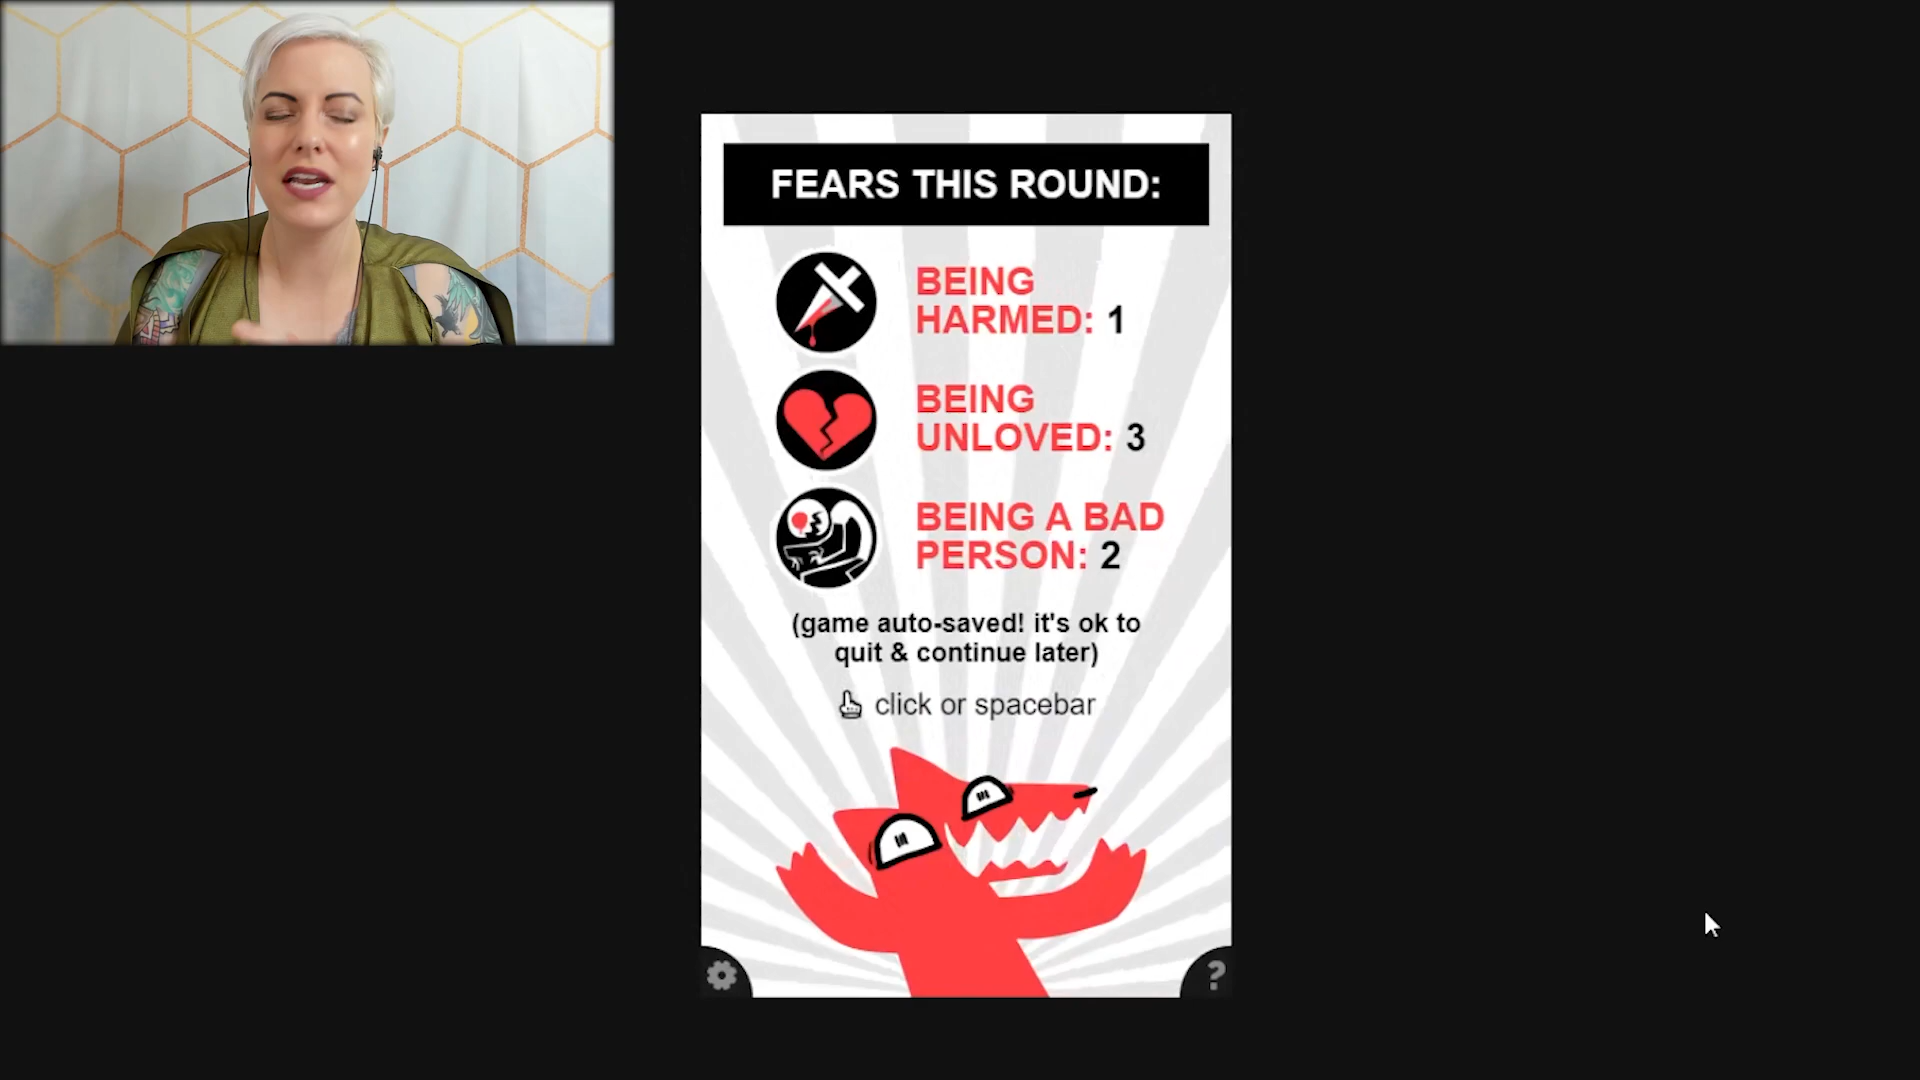 FEARS THIS ROUND:
BEING
HARMED: 1
BEING
UNLOVED: 3
BEING A BAD
PERSON: 2
(game auto-saved! it's ok to
quit & continue later)
click or spacebar
?